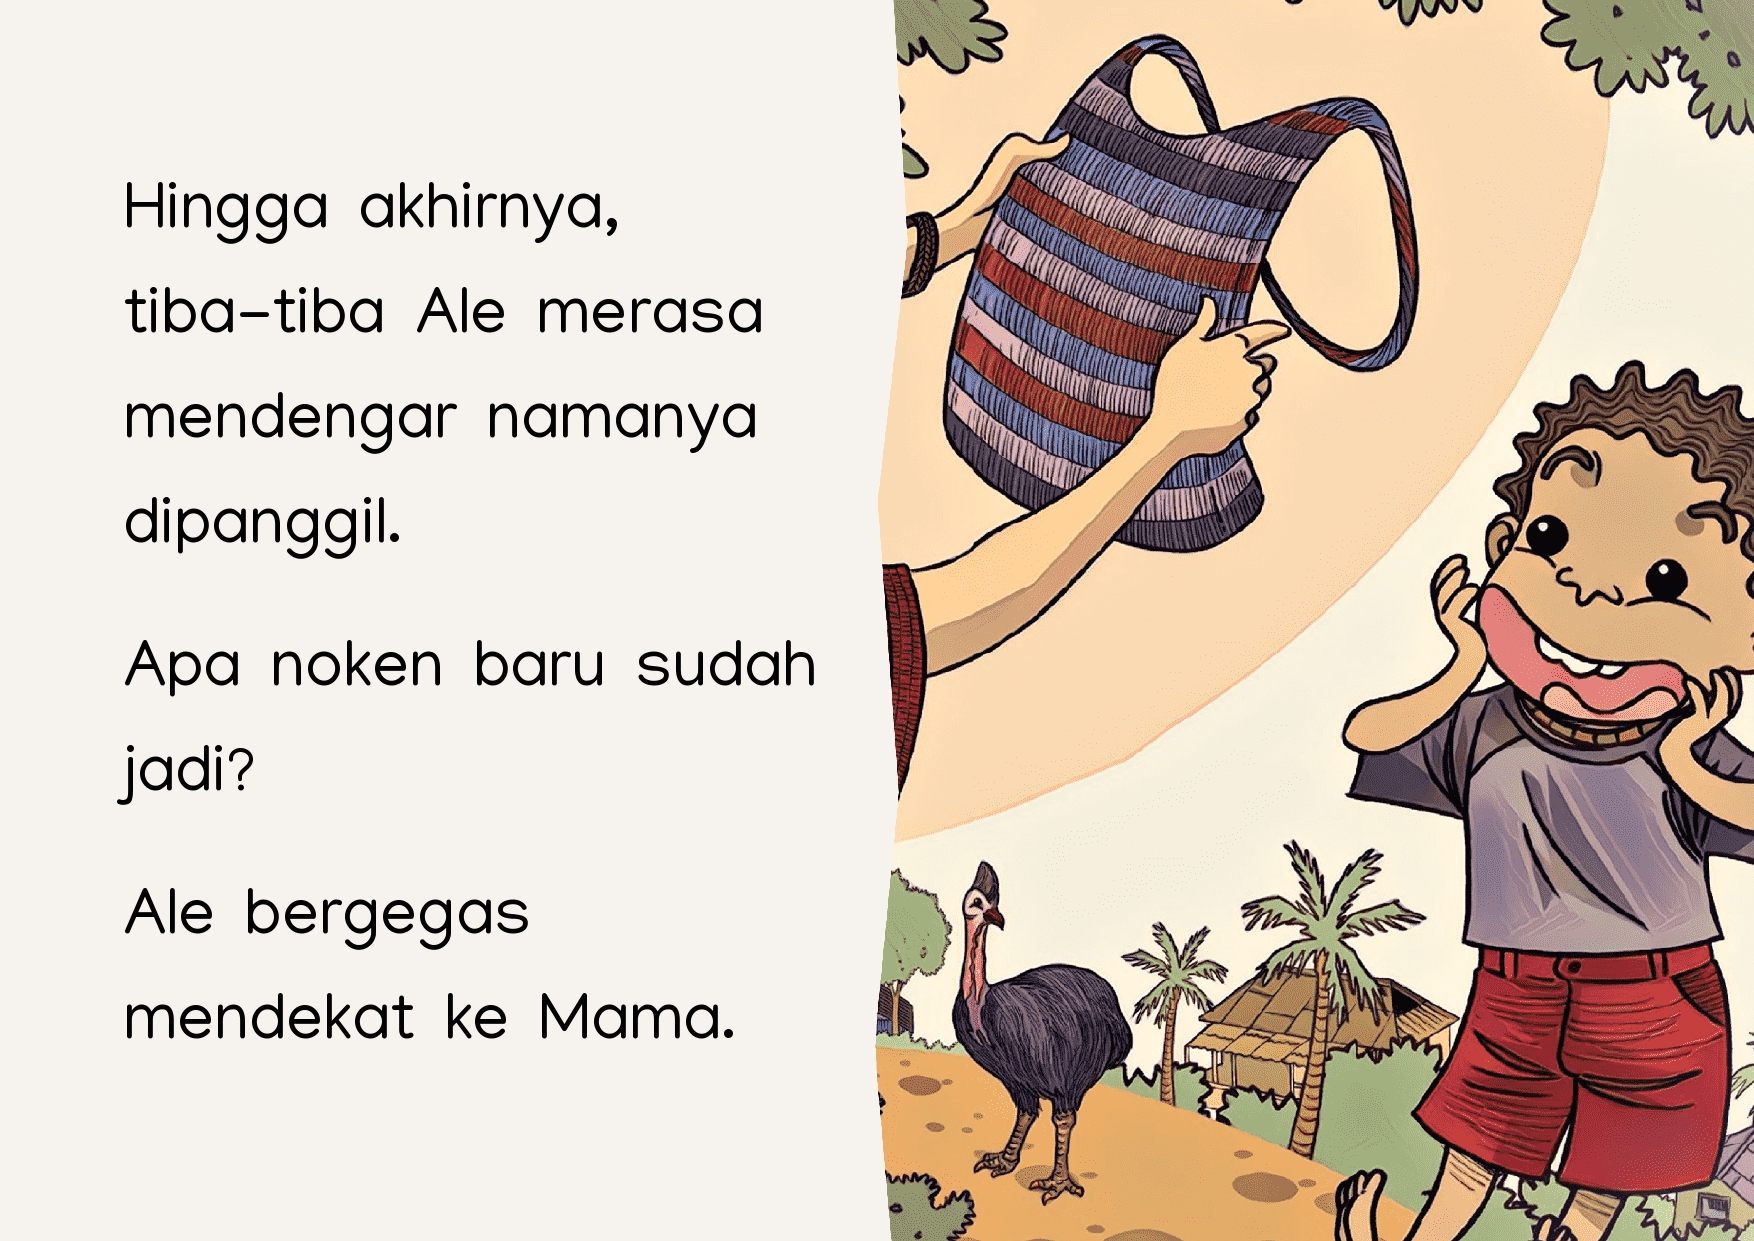 Hingga akhirnya,
tiba-tiba Ale merasa
mendengar namanya
dipanggil.
Apa noken baru sudah
jadi?
Ale bergegas
mendekat ke Mama.